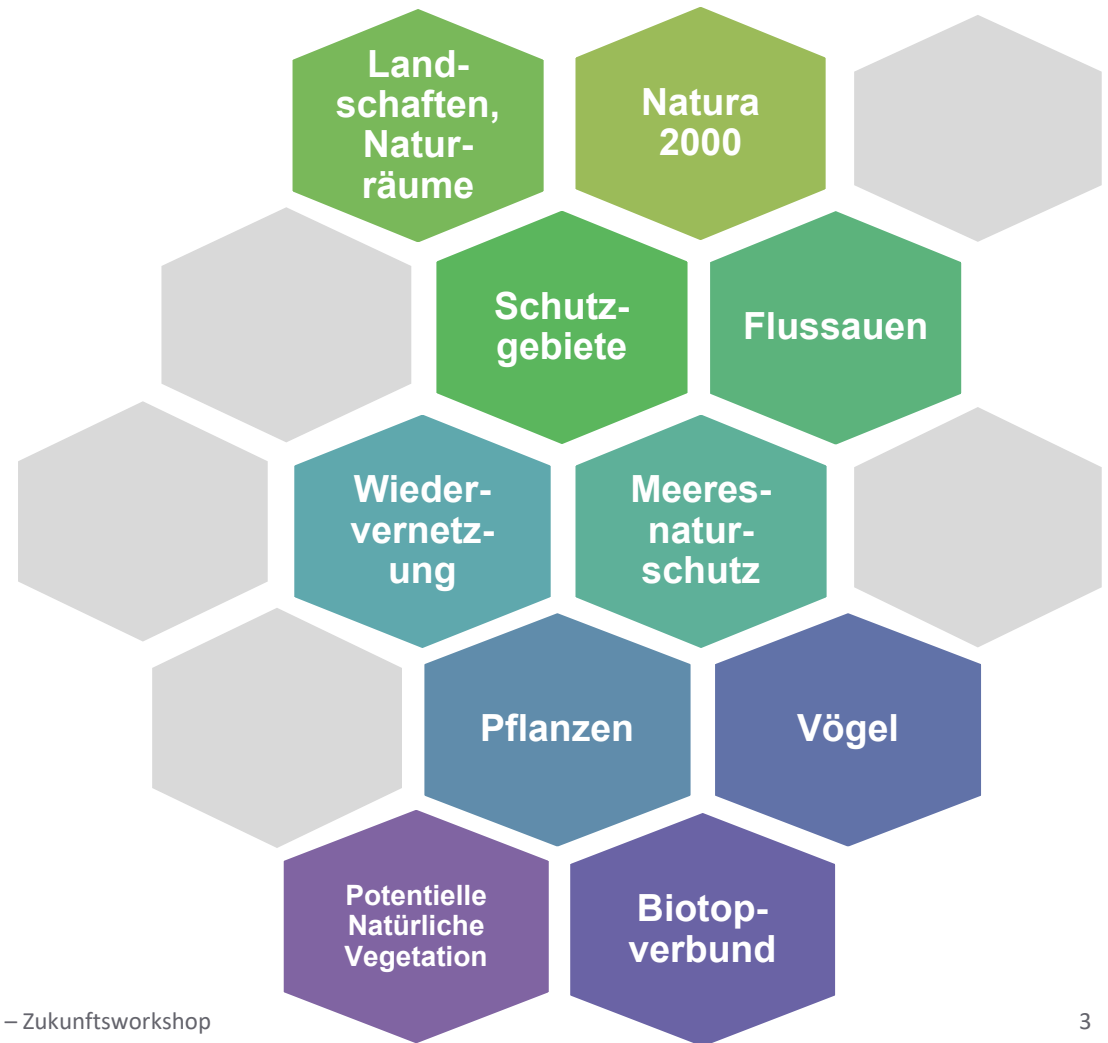 Land-
schaften,
Natur-
räume
Natura
2000
Schutz-
gebiete
Flussauen
Wieder-
vernetz-
ung
Meeres-
natur-
schutz
Pflanzen
Vögel
Potentielle
Natürliche
Vegetation
Biotop-
verbund
– Zukunftsworkshop
3